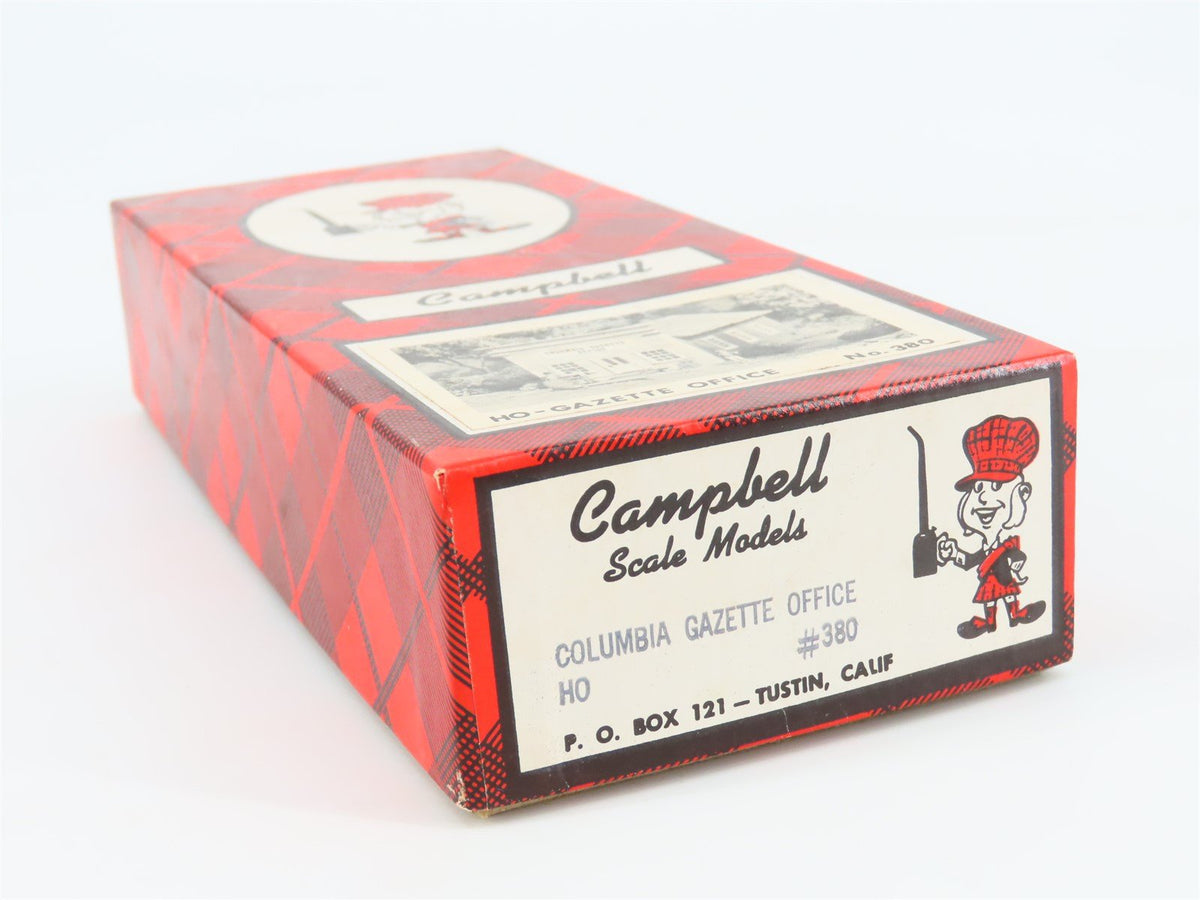 Campbell
HO-GAZETTE OFFICE No. 380
Campbell
Scale Models
COLUMBIA GAZETTE OFFICE
HO #380
P. O. BOX 121 – TUSTIN, CALIF